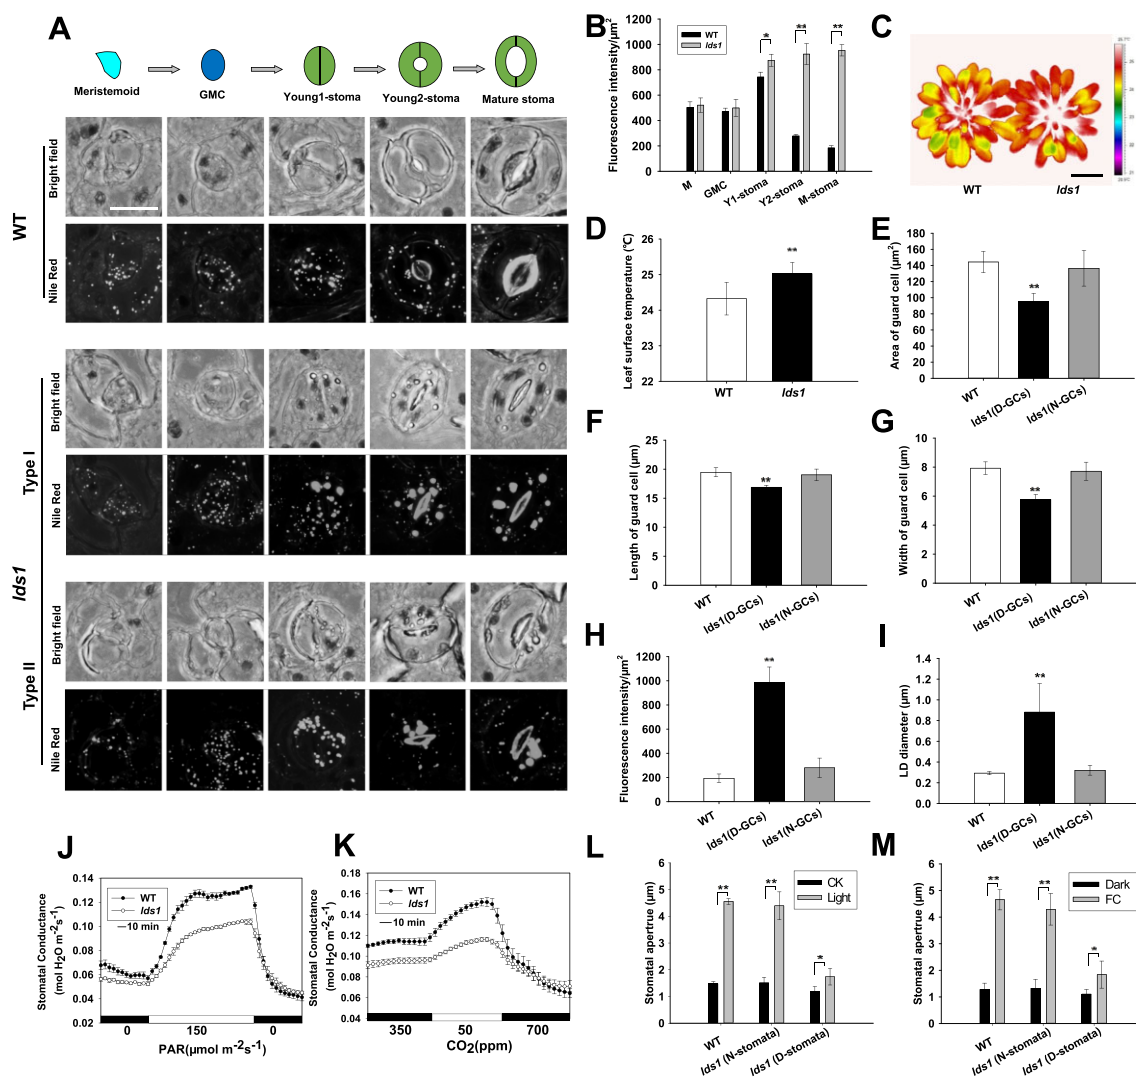 A
Meristemoid
GMC
Young1-stoma
Young2-stoma
Mature stoma
WT
Bright field
Nile Red
lds1
Type I
Bright field
Nile Red
Type II
Bright field
Nile Red
B
Fluorescence intensity/µm2
1200
1000
800
600
400
200
0
WT
lds1
*
**
**
M
GMC
Y1-stoma
Y2-stoma
M-stoma
C
WT
lds1
D
Leaf surface temperature (℃)
26
25
24
23
22
**
WT
lds1
E
Area of guard cell (µm2)
180
160
140
120
100
80
60
40
20
0
**
WT
lds1(D-GCs)
lds1(N-GCs)
F
Length of guard cell (µm)
25
20
15
10
5
0
**
WT
lds1(D-GCs)
lds1(N-GCs)
G
Width of guard cell (µm)
10
8
6
4
2
0
**
WT
lds1(D-GCs)
lds1(N-GCs)
H
Fluorescence intensity/µm2
1200
1000
800
600
400
200
0
**
WT
lds1(D-GCs)
lds1(N-GCs)
I
LD diameter (µm)
1.4
1.2
1.0
0.8
0.6
0.4
0.2
0.0
**
WT
lds1(D-GCs)
lds1(N-GCs)
J
Stomatal Conductance
(mol H2O m-2s-1)
0.14
0.12
0.10
0.08
0.06
0.04
0.02
WT
lds1
10 min
0 150 0
PAR(µmol m-2s-1)
K
Stomatal Conductance
(mol H2O m-2s-1)
0.18
0.16
0.14
0.12
0.10
0.08
0.06
0.04
WT
lds1
10 min
350 50 700
CO2(ppm)
L
Stomatal apertrue (µm)
6
5
4
3
2
1
0
CK
Light
**
**
*
WT
lds1 (N-stomata)
lds1 (D-stomata)
M
Stomatal apertrue (µm)
6
5
4
3
2
1
0
Dark
FC
**
**
*
WT
lds1 (N-stomata)
lds1 (D-stomata)